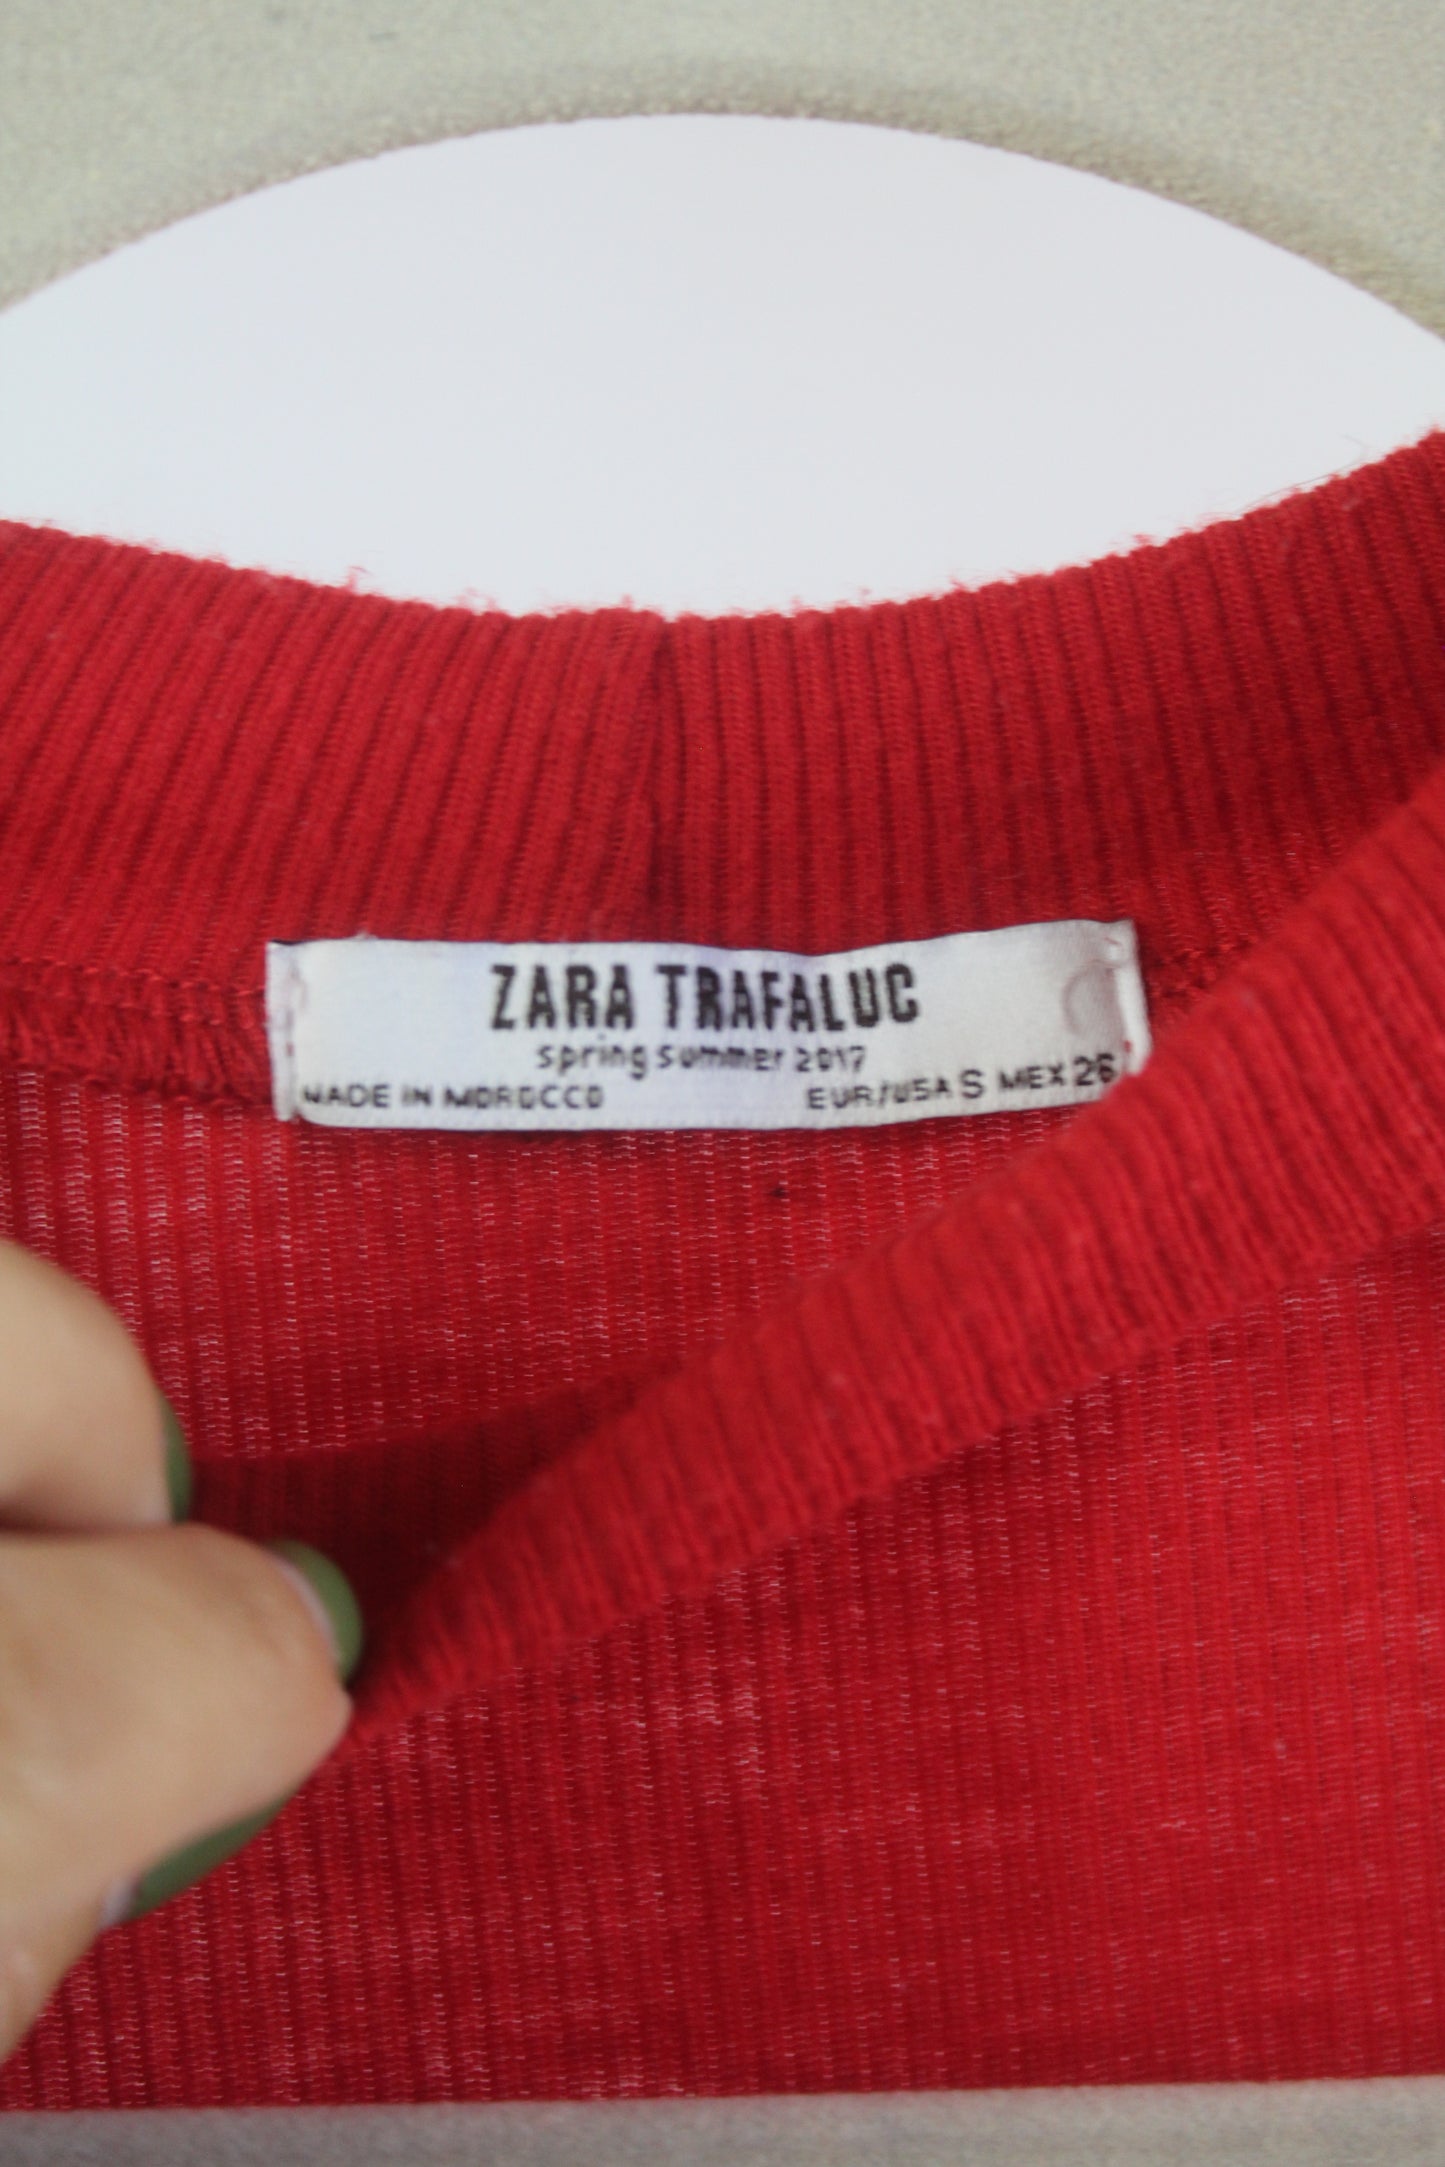 ZARA TRAFALUC
spring summer 2017
MADE IN MOROCCO EUR/USA S MEX 26